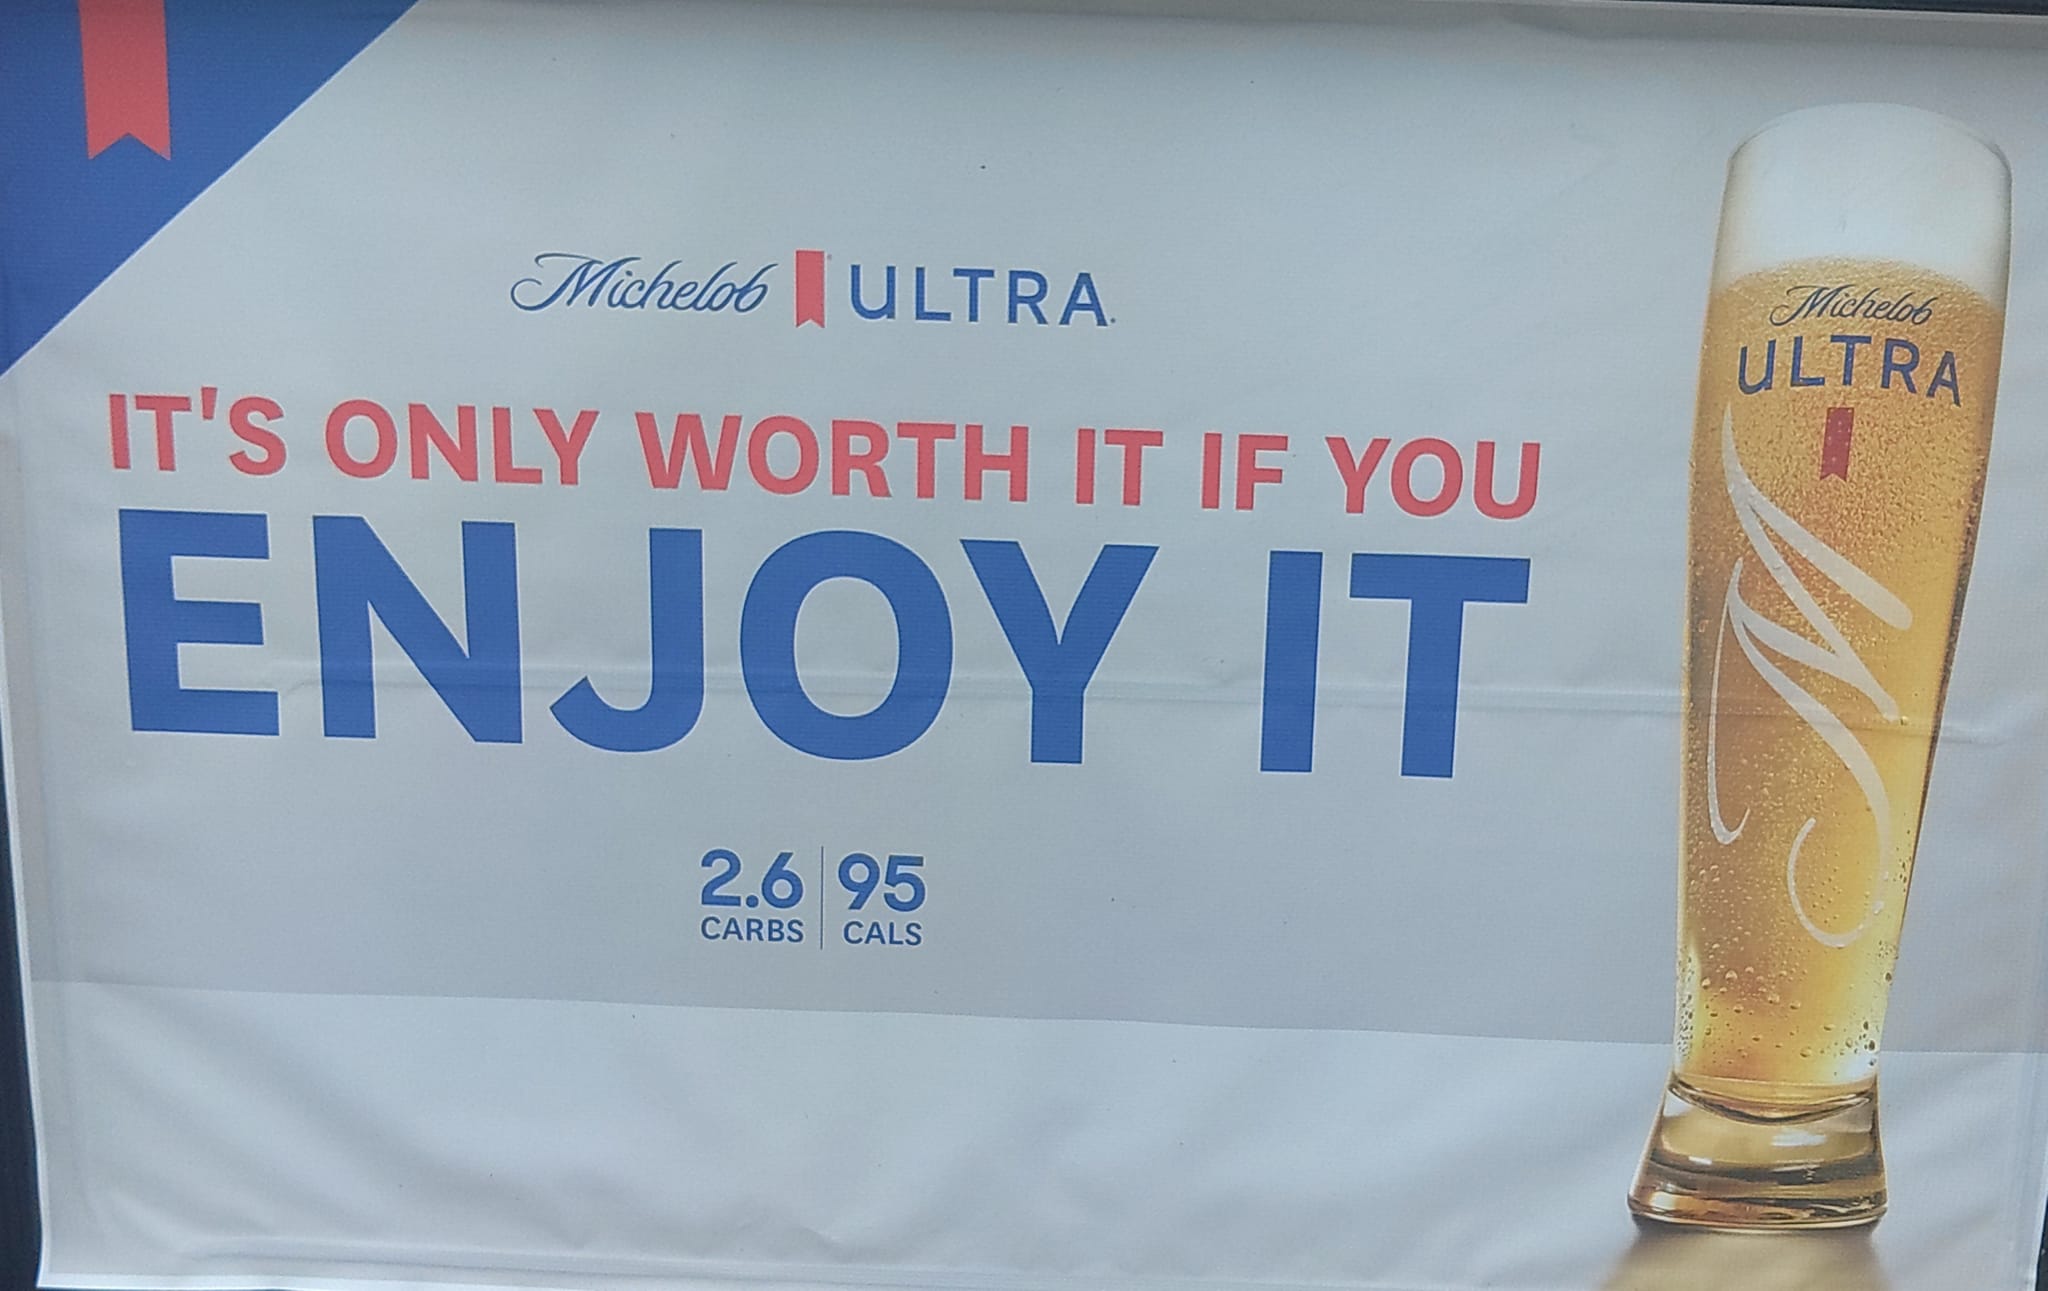 Michelob ULTRA
IT'S ONLY WORTH IT IF YOU
ENJOY IT
2.6 95
CARBS CALS
Michelob
ULTRA
M